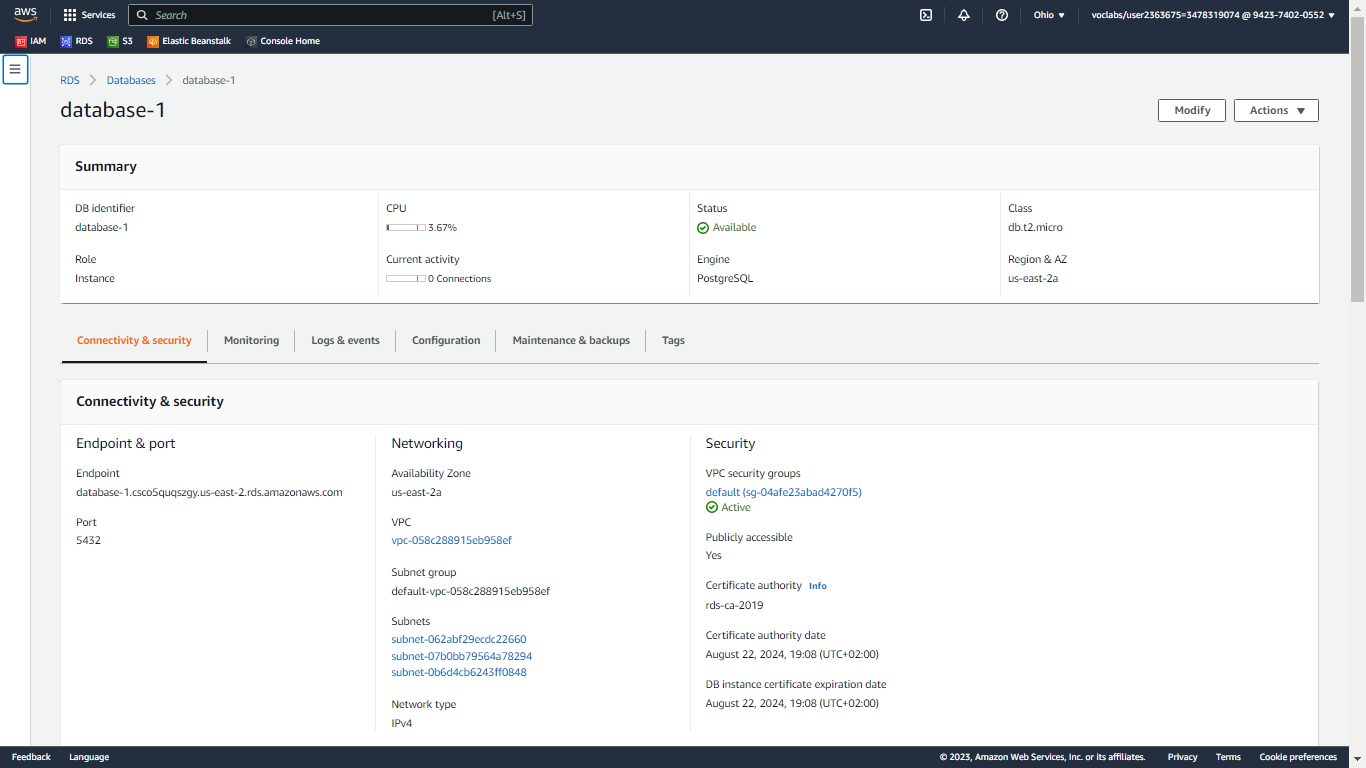 aws
Services
Search
[Alt+S]
Ohio
voclabs/user2363675=3478319074 @ 9423-7402-0552
IAM
RDS
S3
Elastic Beanstalk
Console Home
RDS
Databases
database-1
database-1
Modify
Actions
Summary
DB identifier
database-1
CPU
3.67%
Status
Available
Class
db.t2.micro
Role
Instance
Current activity
0 Connections
Engine
PostgreSQL
Region & AZ
us-east-2a
Connectivity & security
Monitoring
Logs & events
Configuration
Maintenance & backups
Tags
Connectivity & security
Endpoint & port
Endpoint
database-1.csco5quqszgy.us-east-2.rds.amazonaws.com
Port
5432
Networking
Availability Zone
us-east-2a
VPC
vpc-058c288915eb958ef
Subnet group
default-vpc-058c288915eb958ef
Subnets
subnet-062abf29ecdc22660
subnet-07b0bb79564a78294
subnet-0b6d4cb6243ff0848
Network type
IPv4
Security
VPC security groups
default (sg-04afe23abad4270f5)
Active
Publicly accessible
Yes
Certificate authority Info
rds-ca-2019
Certificate authority date
August 22, 2024, 19:08 (UTC+02:00)
DB instance certificate expiration date
August 22, 2024, 19:08 (UTC+02:00)
Feedback
Language
© 2023, Amazon Web Services, Inc. or its affiliates.
Privacy
Terms
Cookie preferences